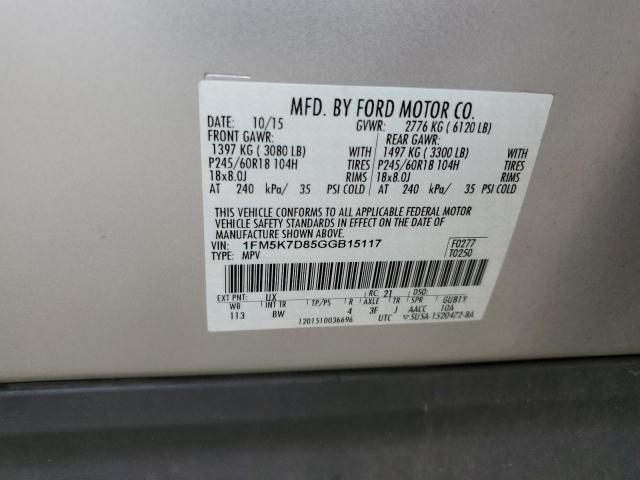 MFD. BY FORD MOTOR CO.
DATE: 10/15 GVWR: 2776 KG ( 6120 LB)
FRONT GAWR: REAR GAWR:
1397 KG ( 3080 LB) WITH 1497 KG ( 3300 LB) WITH
P245/60R18 104H TIRES P245/60R18 104H TIRES
18x8.0J RIMS 18x8.0J RIMS
AT 240 kPa/ 35 PSI COLD AT 240 kPa/ 35 PSI COLD
THIS VEHICLE CONFORMS TO ALL APPLICABLE FEDERAL MOTOR
VEHICLE SAFETY STANDARDS IN EFFECT ON THE DATE OF
MANUFACTURE SHOWN ABOVE.
VIN: 1FM5K7D85GGB15117 F0277
TYPE: MPV T0250
EXT PNT: UX RC: 21 DSO:
WB INT TR TP/PS R AXLE TR SPR GUB1Y
113 BW 4 3F J AACC 10A
1201510036696 UTC 5U5A-1520472-BA